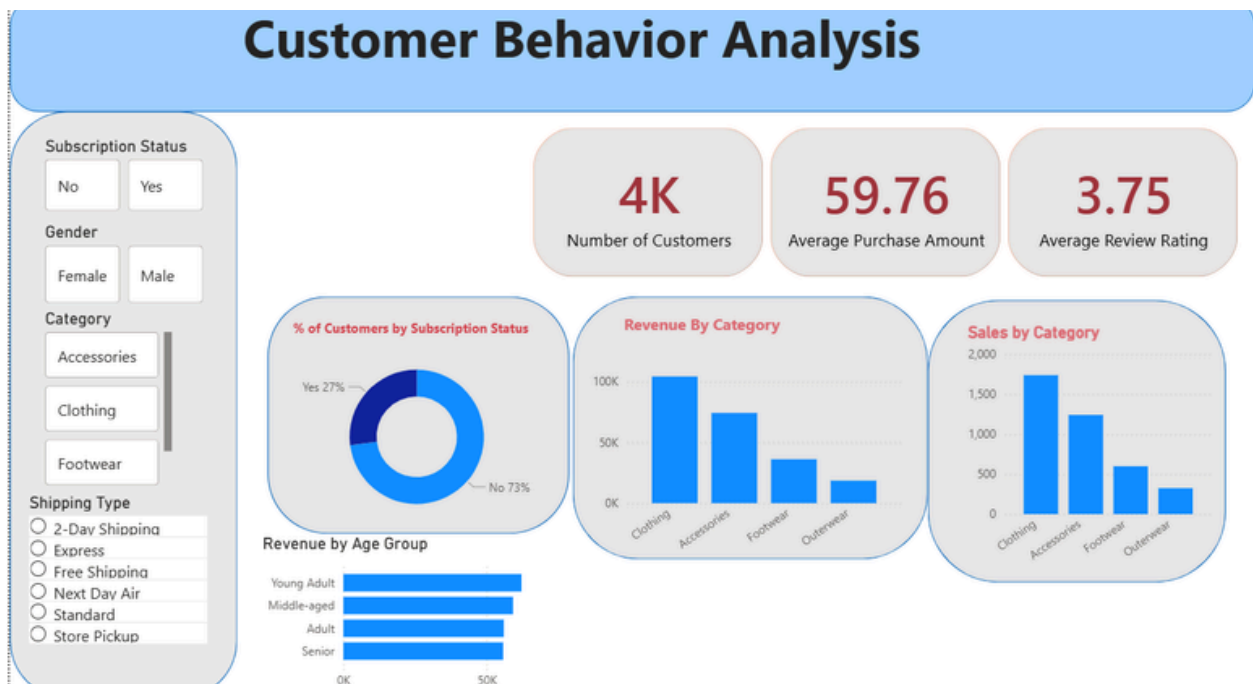 Customer Behavior Analysis
Subscription Status
No
Yes
Gender
Female
Male
Category
Accessories
Clothing
Footwear
Shipping Type
2-Day Shipping
Express
Free Shipping
Next Day Air
Standard
Store Pickup
4K
Number of Customers
59.76
Average Purchase Amount
3.75
Average Review Rating
% of Customers by Subscription Status
Yes 27%
No 73%
Revenue By Category
100K
50K
0K
Clothing
Accessories
Footwear
Outerwear
Sales by Category
2,000
1,500
1,000
500
0
Clothing
Accessories
Footwear
Outerwear
Revenue by Age Group
Young Adult
Middle-aged
Adult
Senior
0K
50K